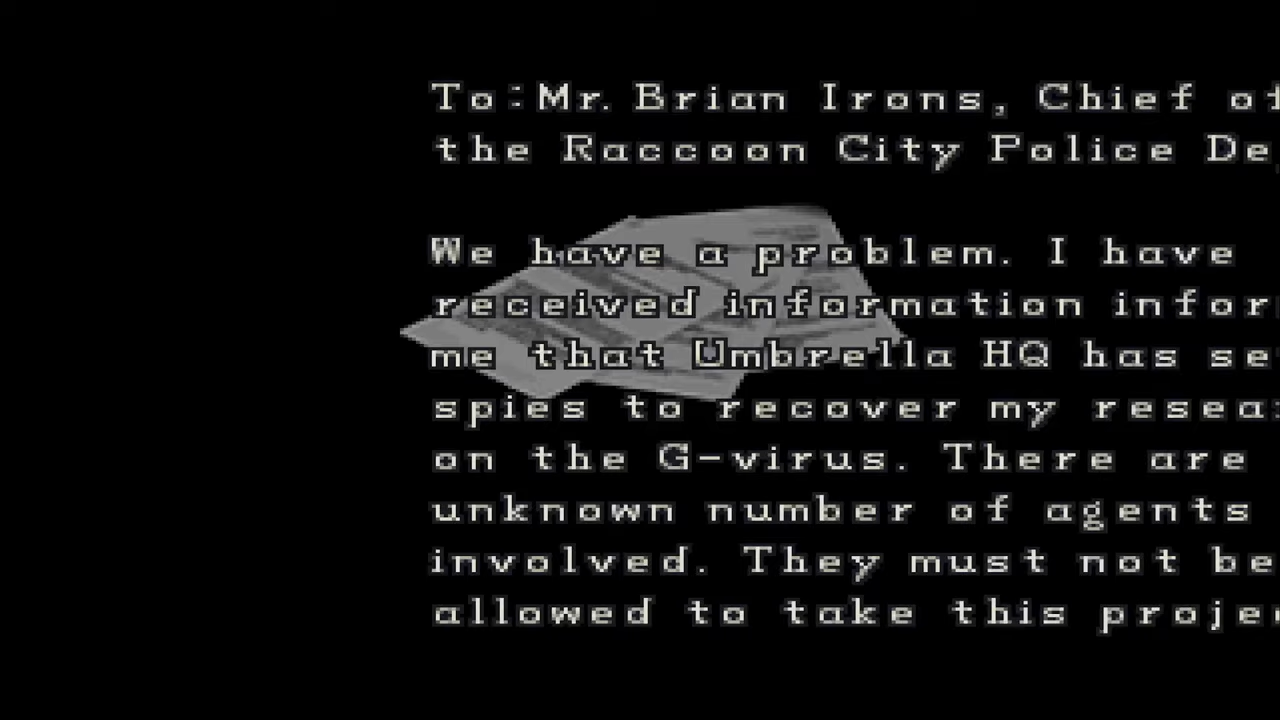 To:Mr. Brian Irons, Chief of
the Raccoon City Police De
We have a problem. I have
received information infor
me that Umbrella HQ has se
spies to recover my resea
on the G-virus. There are
unknown number of agents
involved. They must not be
allowed to take this proje